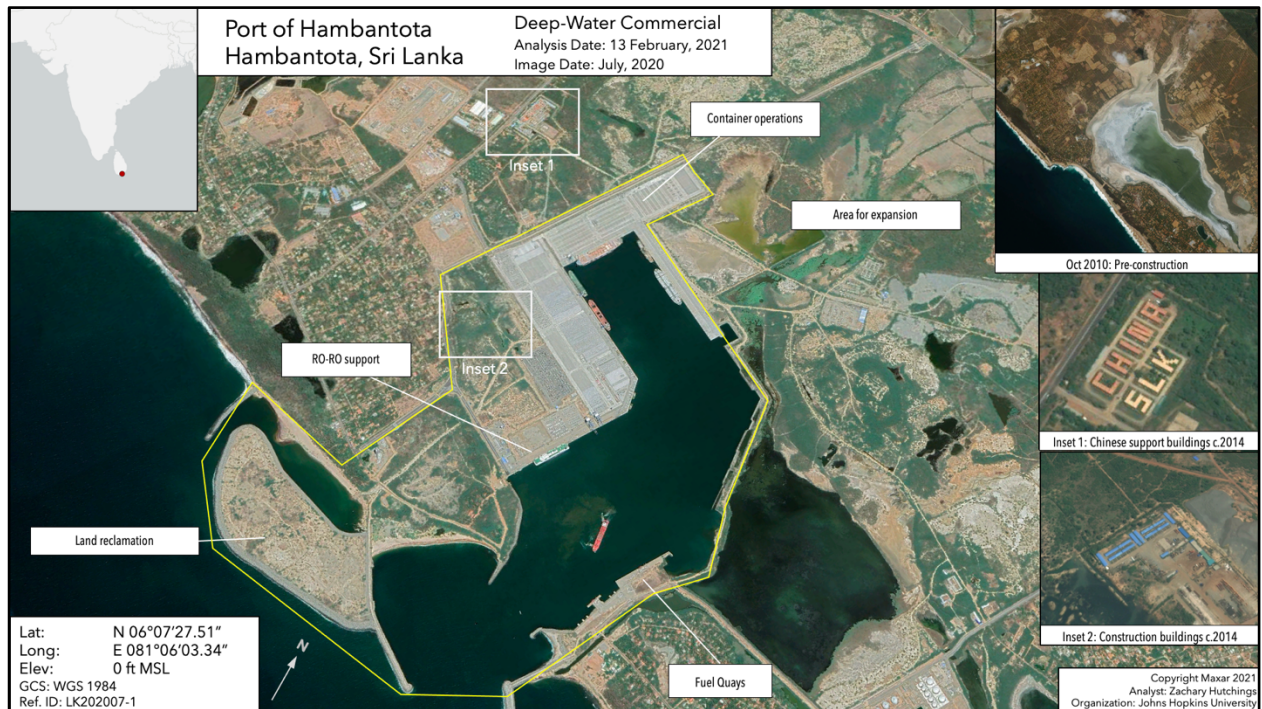 Port of Hambantota
Hambantota, Sri Lanka
Deep-Water Commercial
Analysis Date: 13 February, 2021
Image Date: July, 2020
Container operations
Inset 1
Area for expansion
Oct 2010: Pre-construction
RO-RO support
Inset 2
CHINA
SLK
Inset 1: Chinese support buildings c.2014
Land reclamation
Inset 2: Construction buildings c.2014
Lat: N 06°07'27.51"
Long: E 081°06'03.34"
Elev: 0 ft MSL
GCS: WGS 1984
Ref. ID: LK202007-1
N
Fuel Quays
Copyright Maxar 2021
Analyst: Zachary Hutchings
Organization: Johns Hopkins University